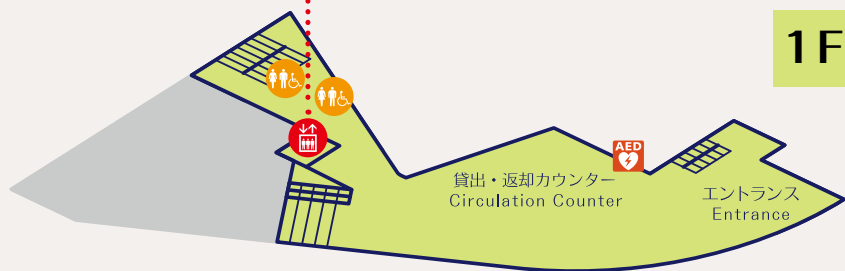 1F
AED
貸出・返却カウンター
Circulation Counter
エントランス
Entrance